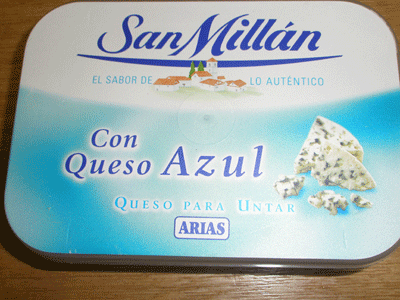 San Millán
EL SABOR DE LO AUTÉNTICO
Con
Queso Azul
QUESO PARA UNTAR
ARIAS